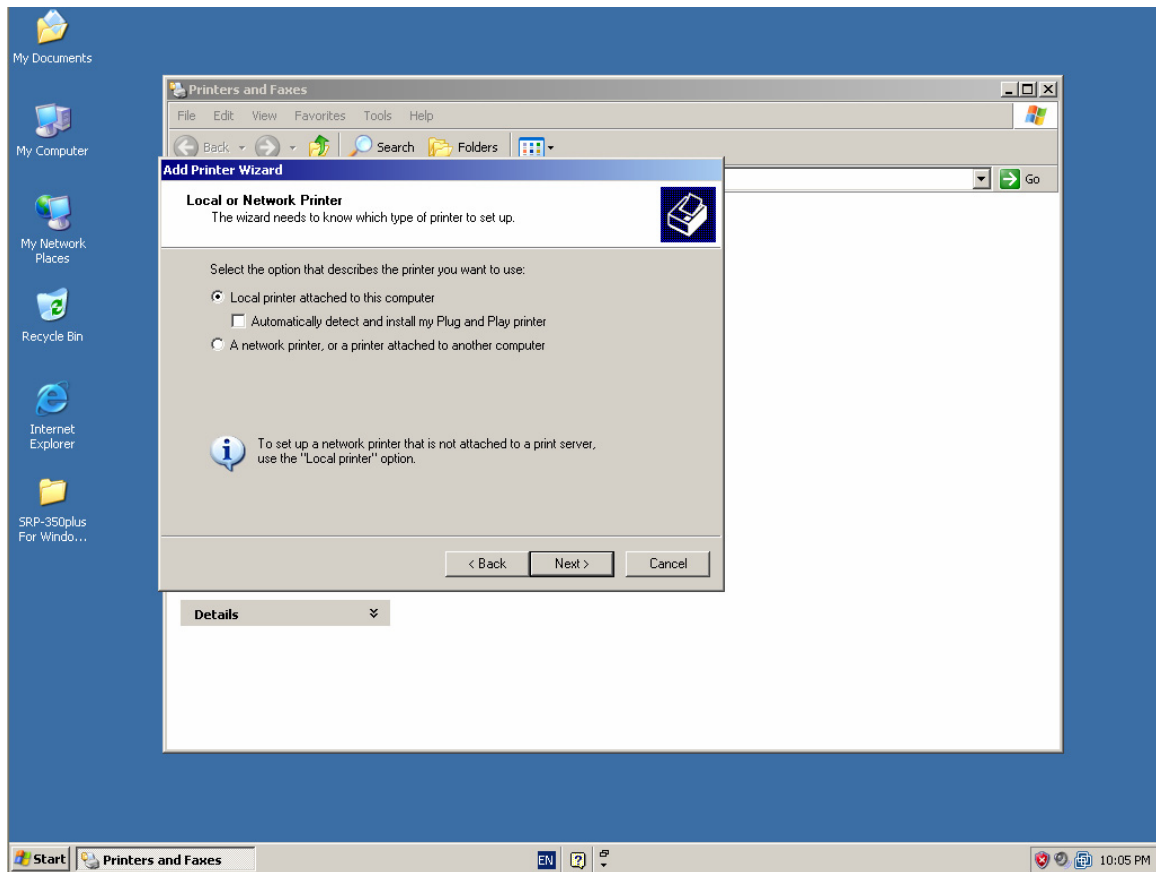 My Documents
My Computer
My Network
Places
Recycle Bin
Internet
Explorer
SRP-350plus
For Windo...
Printers and Faxes
File Edit View Favorites Tools Help
Back Search Folders
Go
Add Printer Wizard
Local or Network Printer
The wizard needs to know which type of printer to set up.
Select the option that describes the printer you want to use:
Local printer attached to this computer
Automatically detect and install my Plug and Play printer
A network printer, or a printer attached to another computer
To set up a network printer that is not attached to a print server,
use the "Local printer" option.
< Back Next > Cancel
Details
Start Printers and Faxes EN 10:05 PM